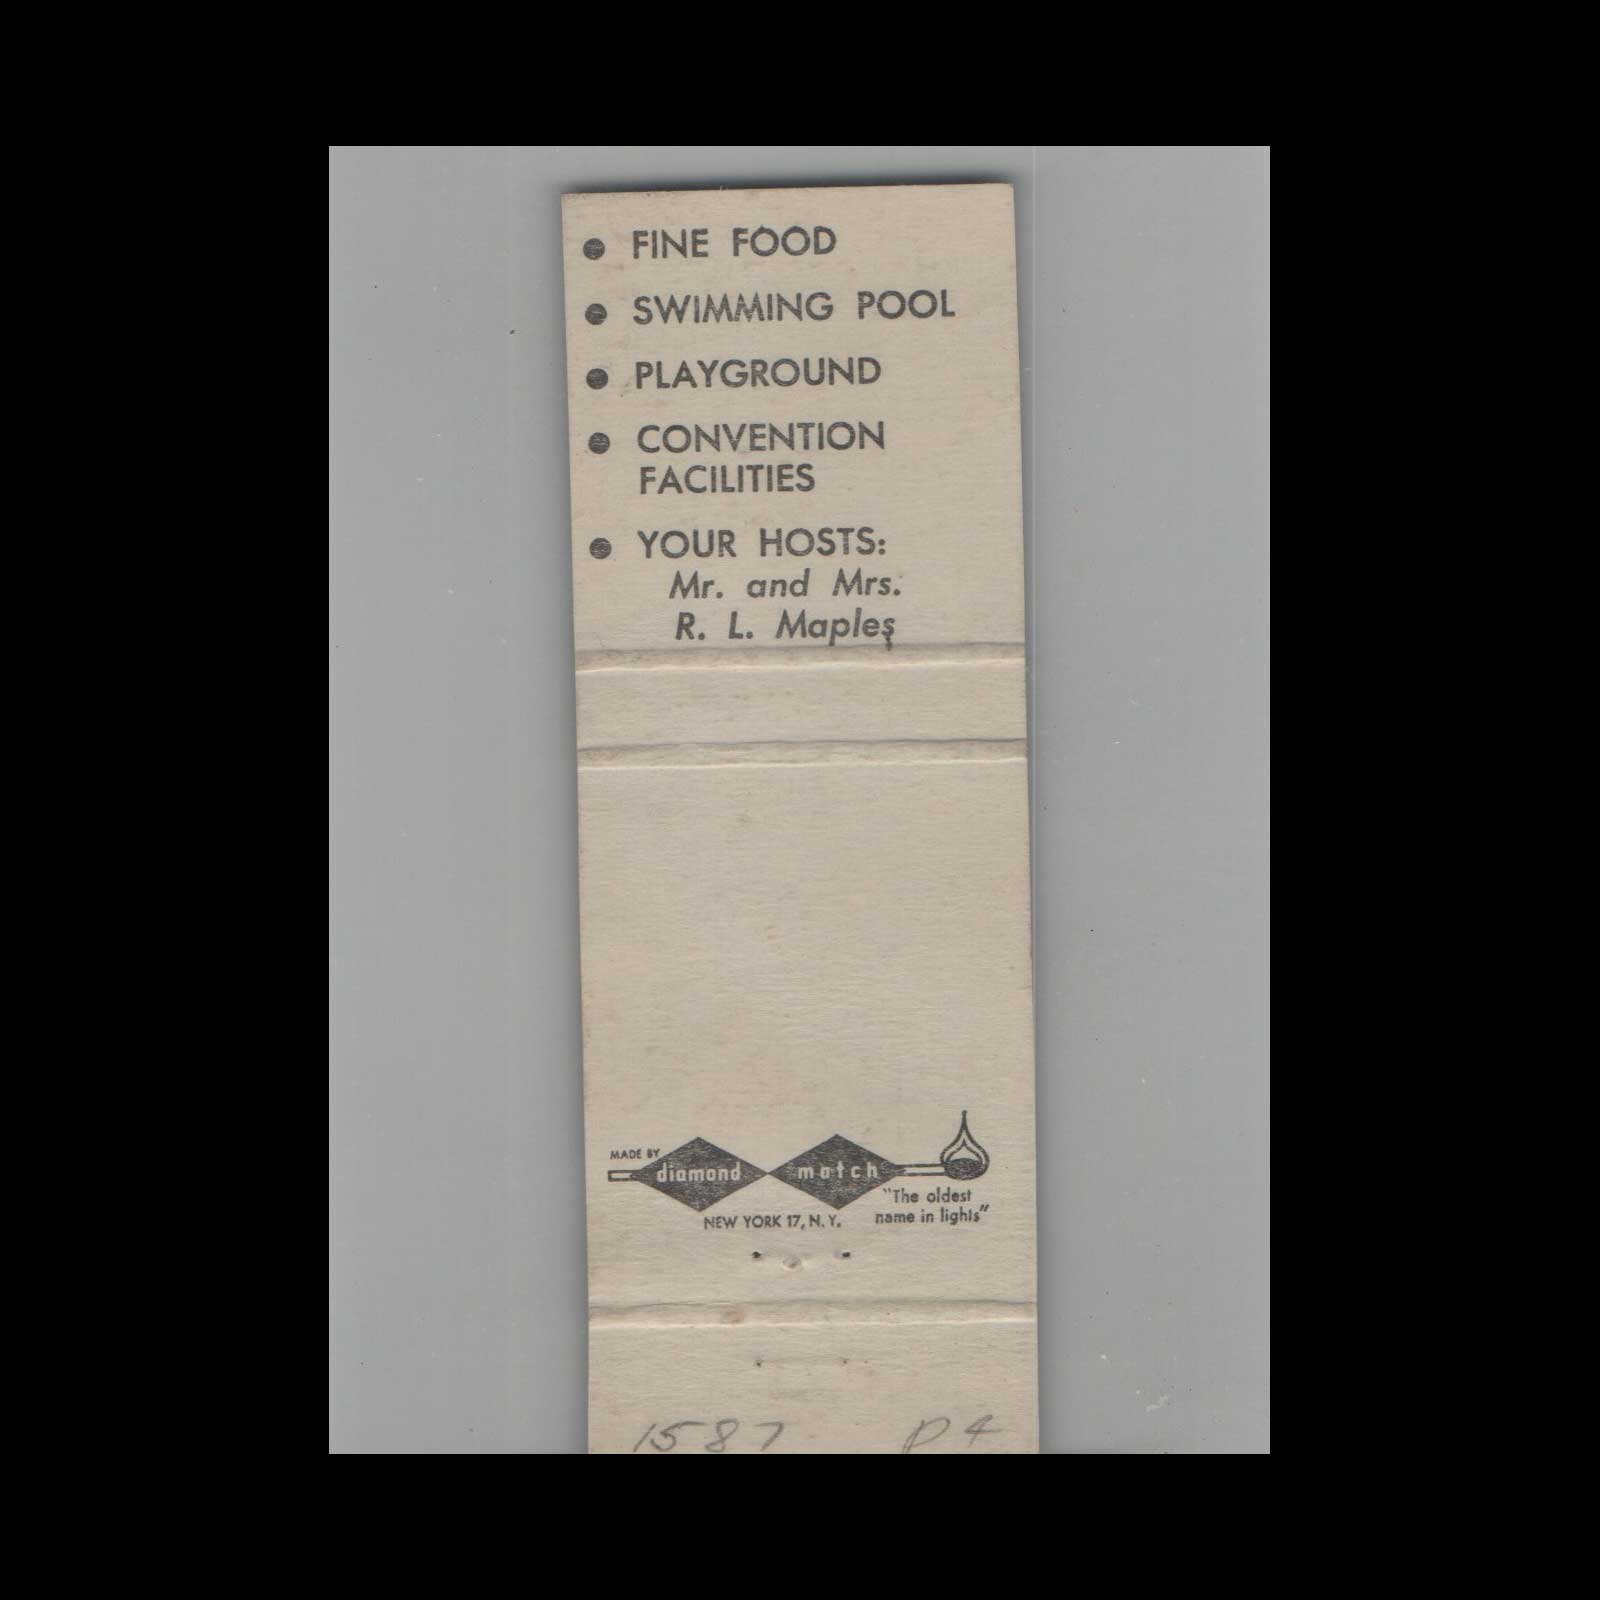 ● FINE FOOD
● SWIMMING POOL
● PLAYGROUND
● CONVENTION
FACILITIES
● YOUR HOSTS:
Mr. and Mrs.
R. L. Maples
MADE BY
diamond match
"The oldest
name in lights"
NEW YORK 17, N. Y.
1587 P4